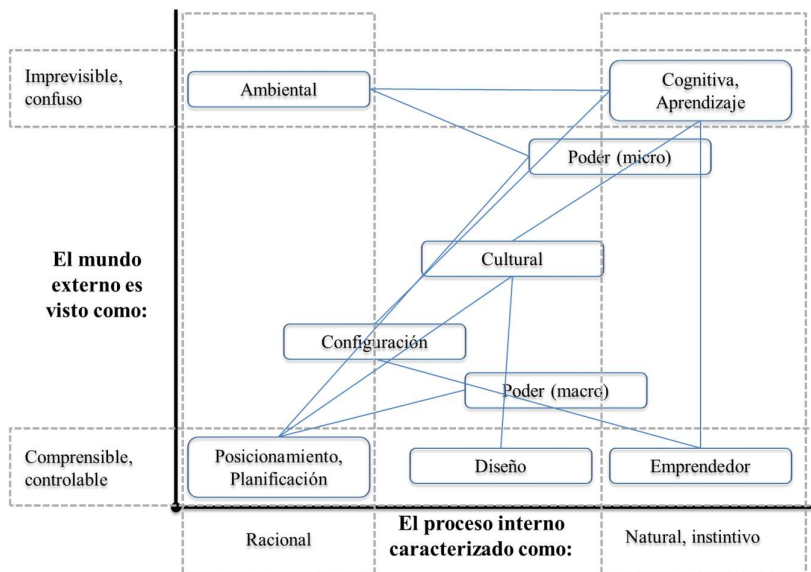 Imprevisible,
confuso
Ambiental
Cognitiva,
Aprendizaje
Poder (micro)
El mundo
externo es
visto como:
Cultural
Configuración
Poder (macro)
Comprensible,
controlable
Posicionamiento,
Planificación
Diseño
Emprendedor
Racional
El proceso interno
caracterizado como:
Natural, instintivo